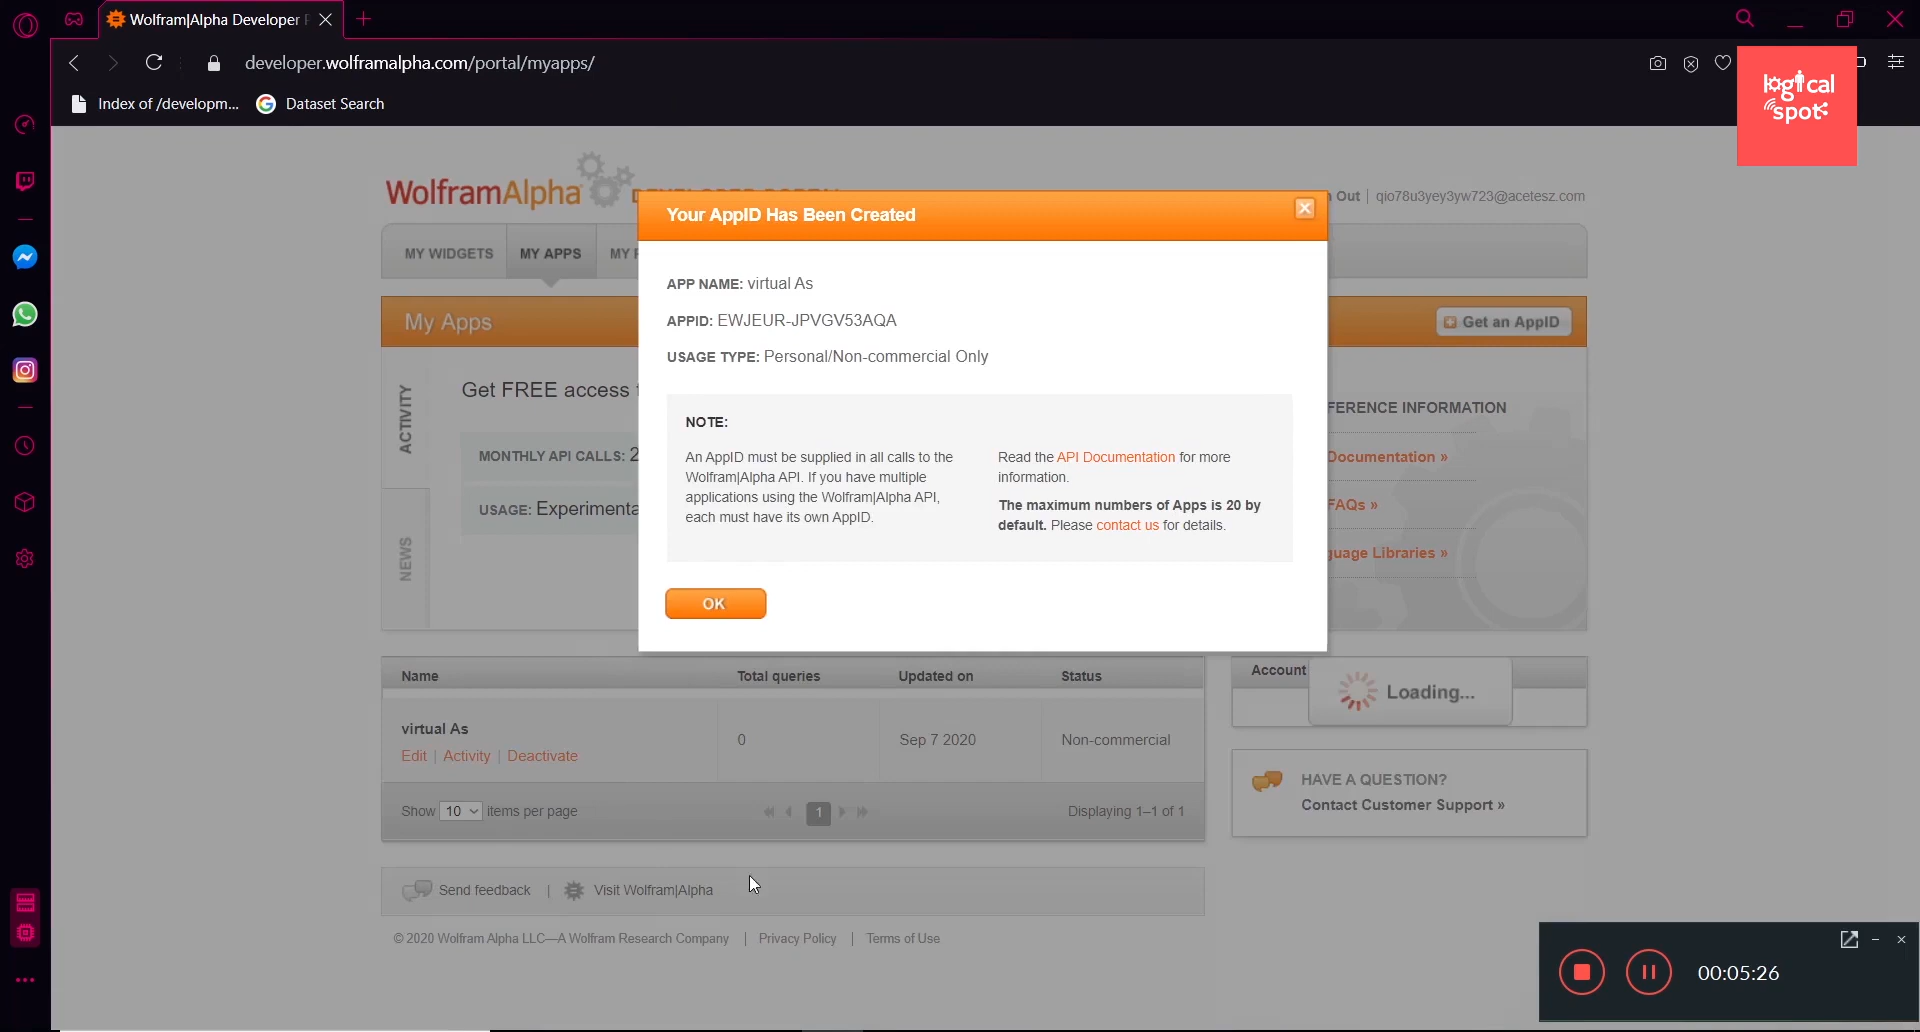 Wolfram|Alpha Developer P
developer.wolframalpha.com/portal/myapps/
Index of /developm...
Dataset Search
logical
spot
WolframAlpha DEVELOPER PORTAL
Out | qio78u3yey3yw723@acetesz.com
MY WIDGETS
MY APPS
MY
My Apps
Get an AppID
ACTIVITY
NEWS
Get FREE access
MONTHLY API CALLS: 2
USAGE: Experimenta
Your AppID Has Been Created
APP NAME: virtual As
APPID: EWJEUR-JPVGV53AQA
USAGE TYPE: Personal/Non-commercial Only
NOTE:
An AppID must be supplied in all calls to the
Wolfram|Alpha API. If you have multiple
applications using the Wolfram|Alpha API,
each must have its own AppID.
Read the API Documentation for more
information.
The maximum numbers of Apps is 20 by
default. Please contact us for details.
OK
FERENCE INFORMATION
Documentation »
FAQs »
guage Libraries »
Name
Total queries
Updated on
Status
virtual As
Edit | Activity | Deactivate
0
Sep 7 2020
Non-commercial
Show 10 items per page
1
Displaying 1–1 of 1
Account
Loading...
HAVE A QUESTION?
Contact Customer Support »
Send feedback | Visit Wolfram|Alpha
© 2020 Wolfram Alpha LLC—A Wolfram Research Company | Privacy Policy | Terms of Use
00:05:26